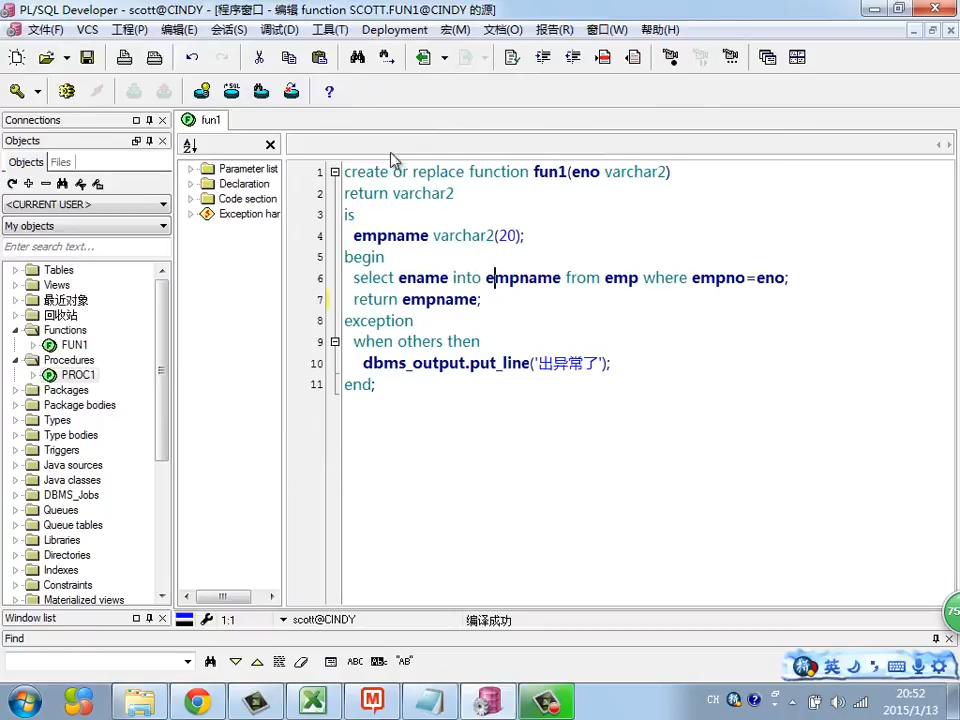 PL/SQL Developer - scott@CINDY - [程序窗口 - 编辑 function SCOTT.FUN1@CINDY 的源]
文件(F) VCS 工程(P) 编辑(E) 会话(S) 调试(D) 工具(T) Deployment 宏(M) 文档(O) 报告(R) 窗口(W) 帮助(H)
Connections
fun1
Objects
Objects Files
<CURRENT USER>
My objects
Enter search text...
Tables
Views
最近对象
回收站
Functions
FUN1
Procedures
PROC1
Packages
Package bodies
Types
Type bodies
Triggers
Java sources
Java classes
DBMS_Jobs
Queues
Queue tables
Libraries
Directories
Indexes
Constraints
Materialized views
Parameter list
Declaration
Code section
Exception har
1 create or replace function fun1(eno varchar2)
2 return varchar2
3 is
4 empname varchar2(20);
5 begin
6 select ename into empname from emp where empno=eno;
7 return empname;
8 exception
9 when others then
10 dbms_output.put_line('出异常了');
11 end;
75
Window list
1:1 scott@CINDY 编译成功
Find
ABC "AB"
英
CH
20:52
2015/1/13